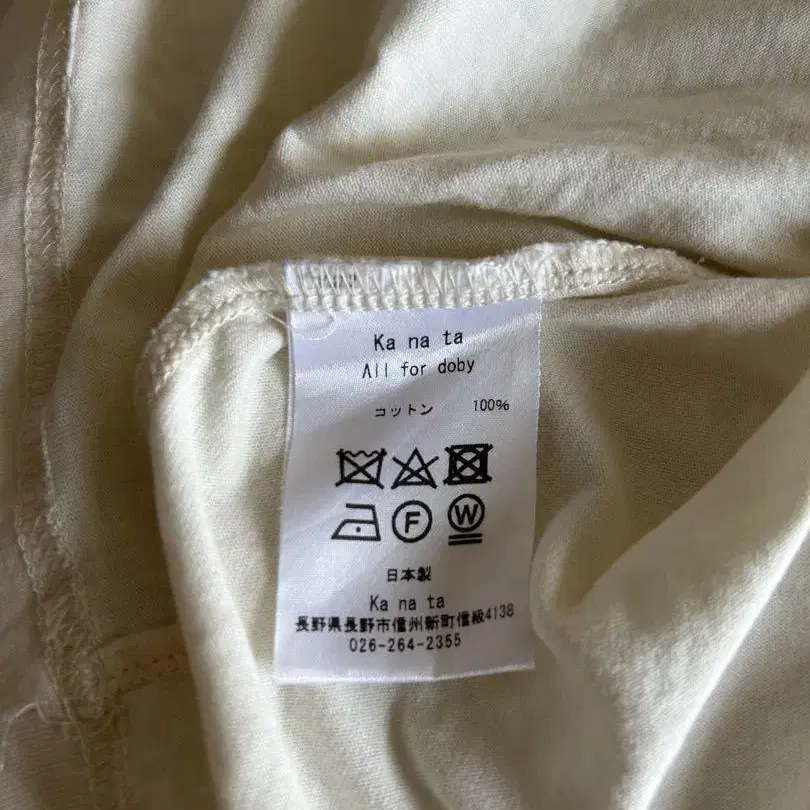 Ka na ta
All for doby
コットン 100%
F W
日本製
Ka na ta
長野県長野市信州新町信級4138
026-264-2355